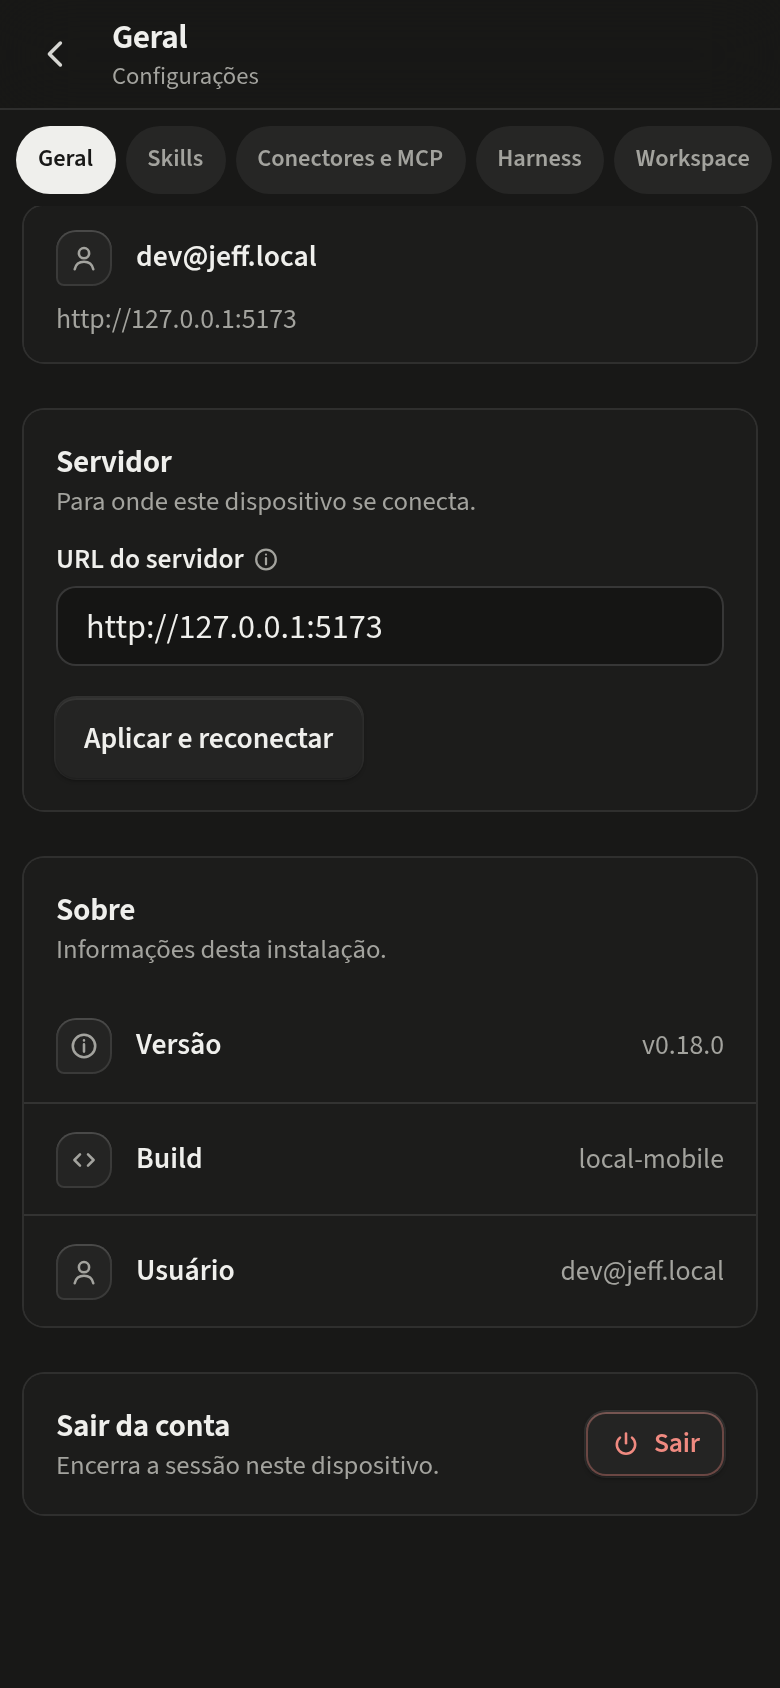 Geral
Configurações
Geral
Skills
Conectores e MCP
Harness
Workspace
dev@jeff.local
http://127.0.0.1:5173
Servidor
Para onde este dispositivo se conecta.
URL do servidor
http://127.0.0.1:5173
Aplicar e reconectar
Sobre
Informações desta instalação.
Versão
v0.18.0
Build
local-mobile
Usuário
dev@jeff.local
Sair da conta
Encerra a sessão neste dispositivo.
Sair